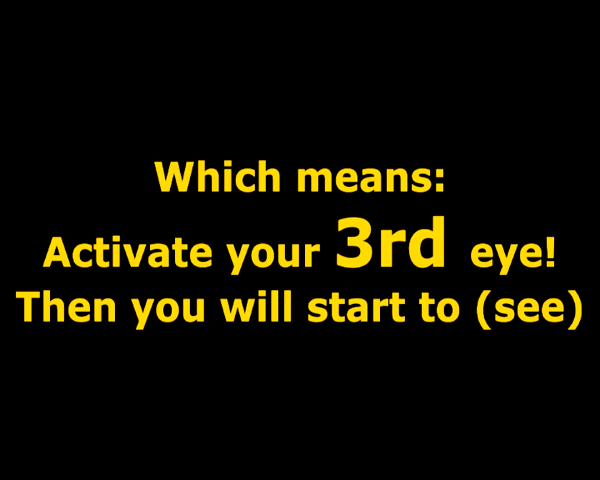 Which means:
Activate your 3rd eye!
Then you will start to (see)